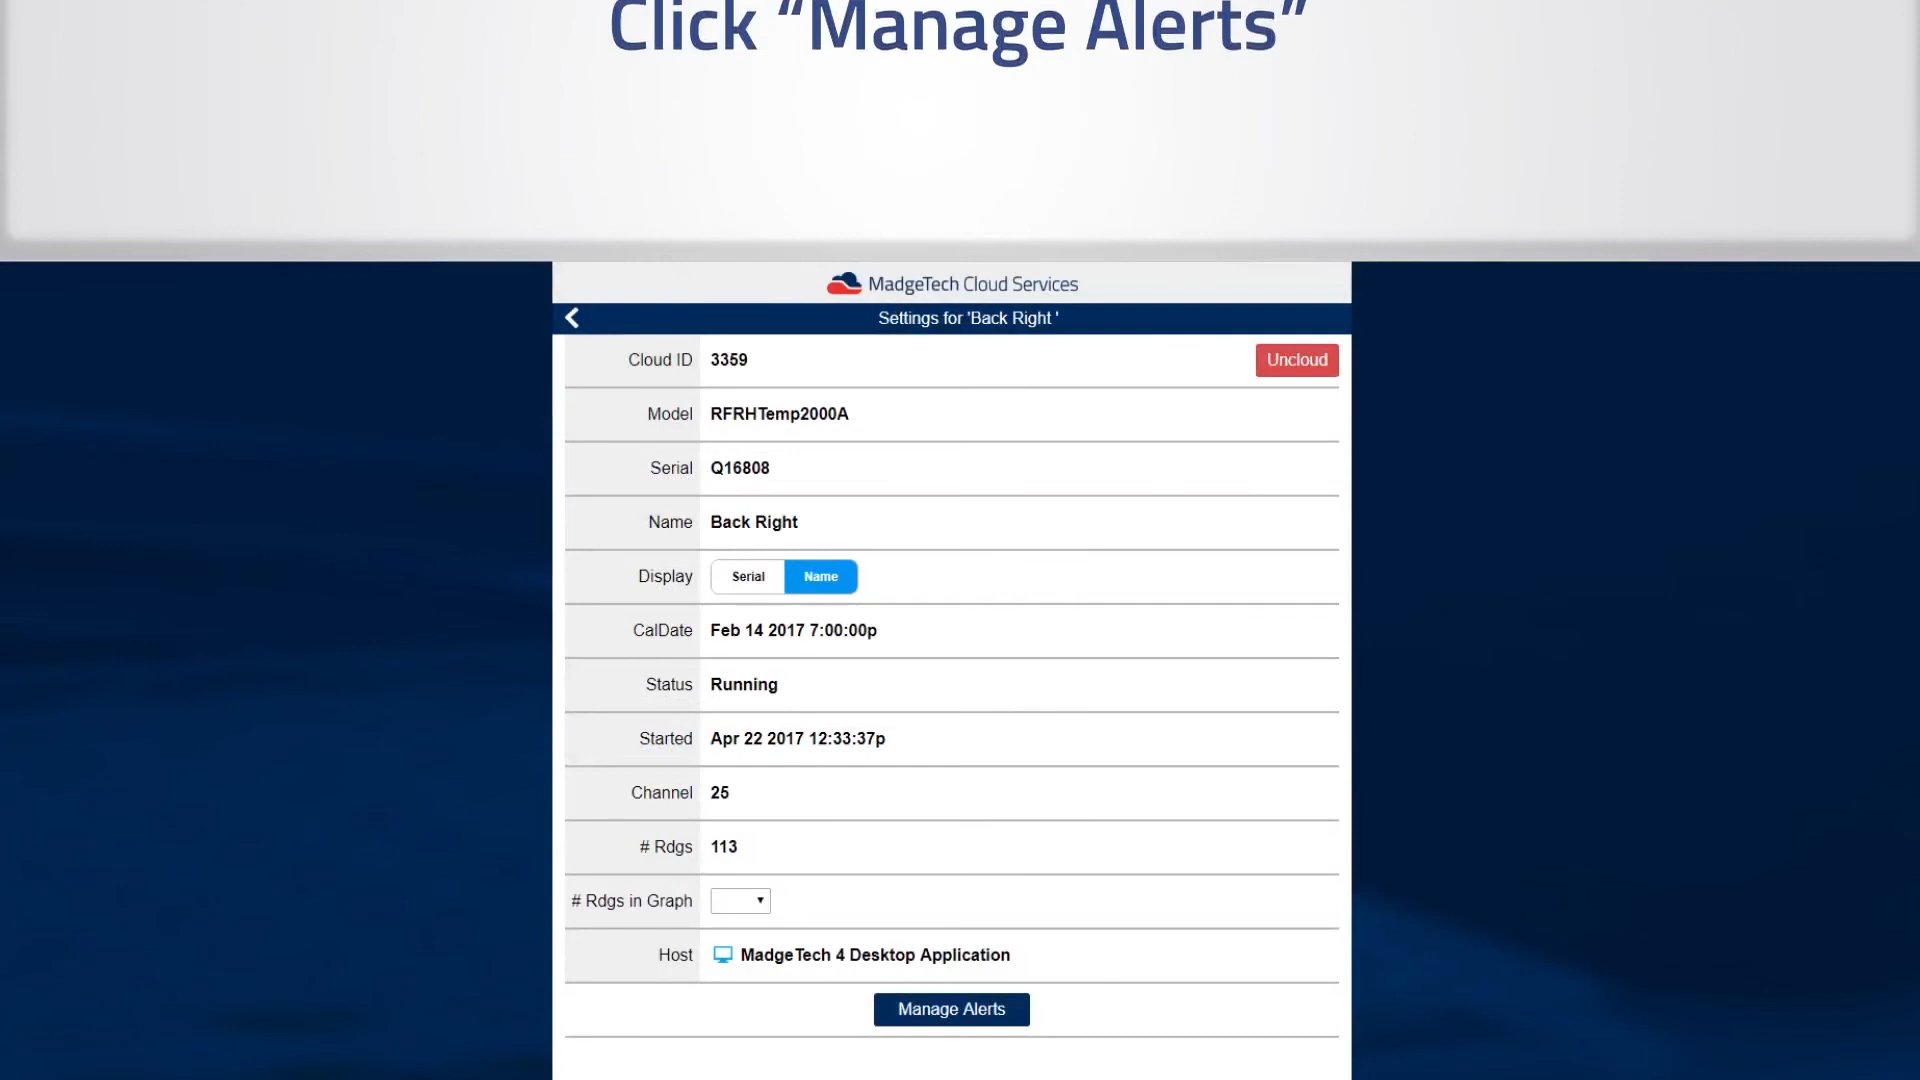 Click “Manage Alerts”
MadgeTech Cloud Services
Settings for 'Back Right '
Cloud ID 3359 Uncloud
Model RFRHTemp2000A
Serial Q16808
Name Back Right
Display Serial Name
CalDate Feb 14 2017 7:00:00p
Status Running
Started Apr 22 2017 12:33:37p
Channel 25
# Rdgs 113
# Rdgs in Graph
Host MadgeTech 4 Desktop Application
Manage Alerts